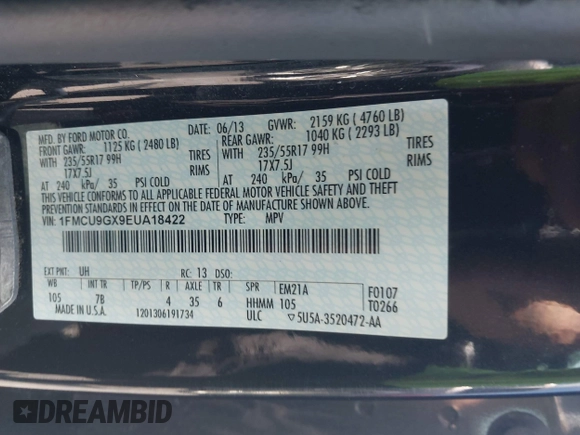 MFD. BY FORD MOTOR CO. 06/13 GVWR: 2159 KG ( 4760 LB)
FRONT GAWR: 1125 KG ( 2480 LB) REAR GAWR: 1040 KG ( 2293 LB)
235/55R17 99H TIRES 235/55R17 99H TIRES
17X7.5J RIMS 17X7.5J RIMS
AT 240 kPa/ 35 PSI COLD AT 240 kPa/ 35 PSI COLD
THIS VEHICLE CONFORMS TO ALL APPLICABLE FEDERAL MOTOR VEHICLE SAFETY AND THEFT
PREVENTION STANDARDS IN EFFECT ON THE DATE OF MANUFACTURE SHOWN ABOVE.
VIN: 1FMCU9GX9EUA18422 TYPE: MPV
EXT PNT: UH RC: 13 DSO:
WB INT TR TP/PS R AXLE TR SPR EM21A F0107
105 7B 4 35 6 HHMM 105 T0266
MADE IN U.S.A. 1201306191734 ULC 5U5A-3520472-AA
DREAMBID